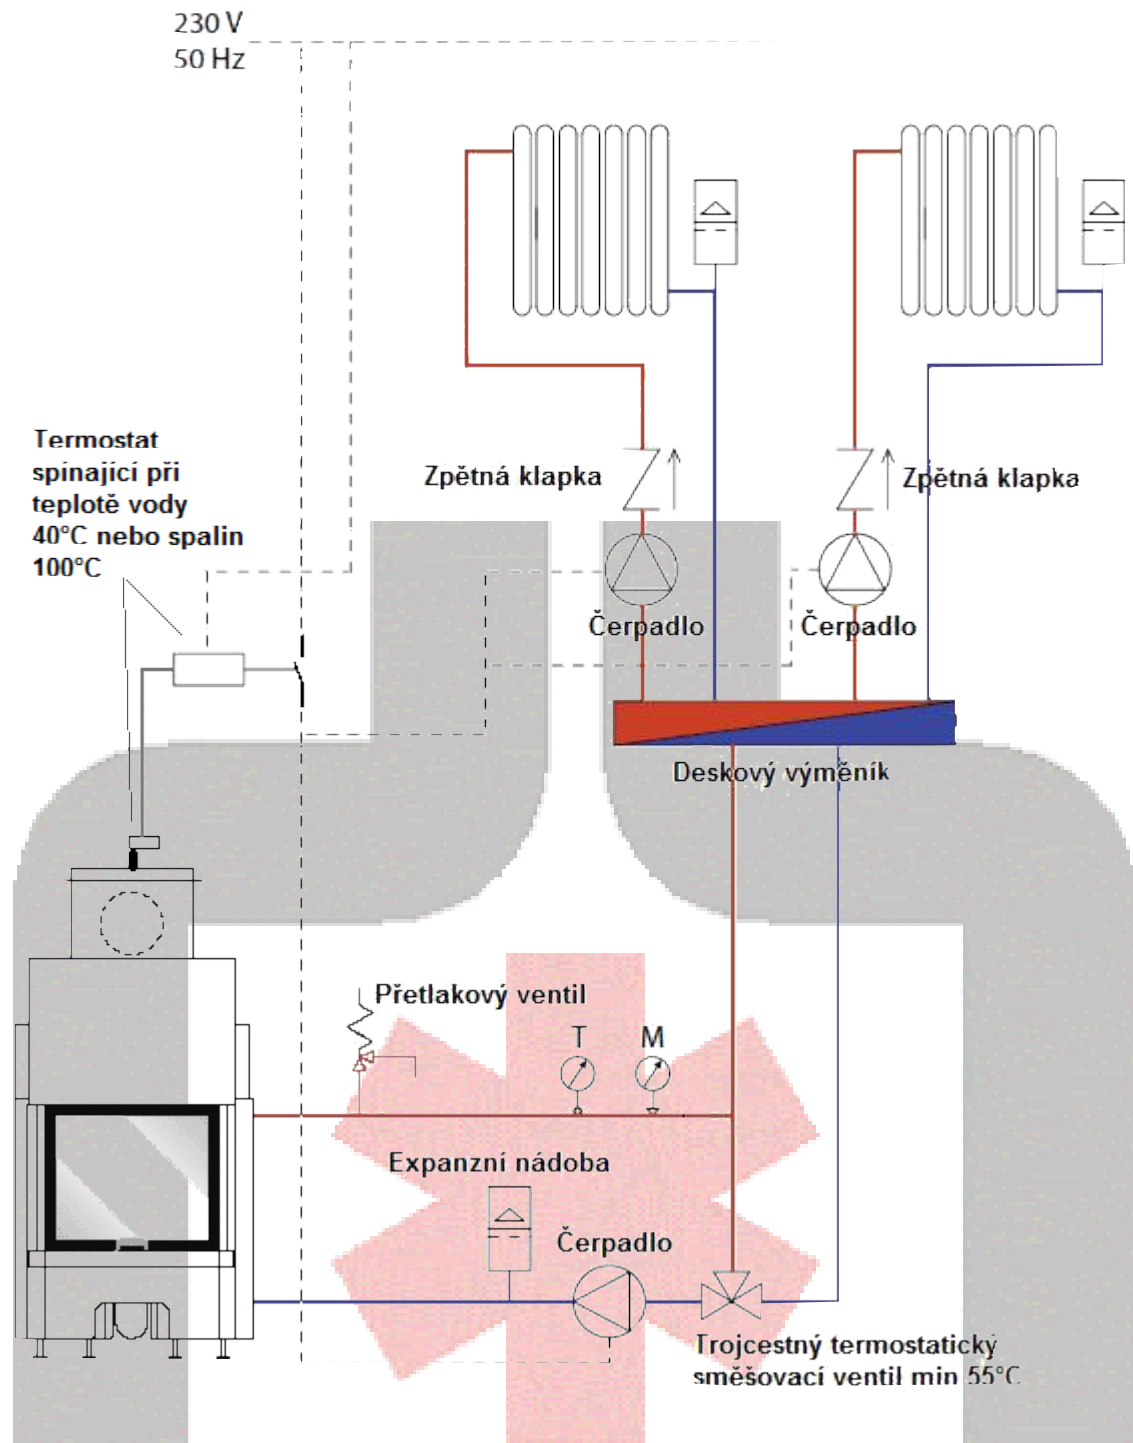 230 V
50 Hz
Termostat
spínající při
teplotě vody
40°C nebo spalin
100°C
Zpětná klapka
Zpětná klapka
Čerpadlo
Čerpadlo
Deskový výměník
Přetlakový ventil
T
M
Expanzní nádoba
Čerpadlo
Trojcestný termostatický
směšovací ventil min 55°C